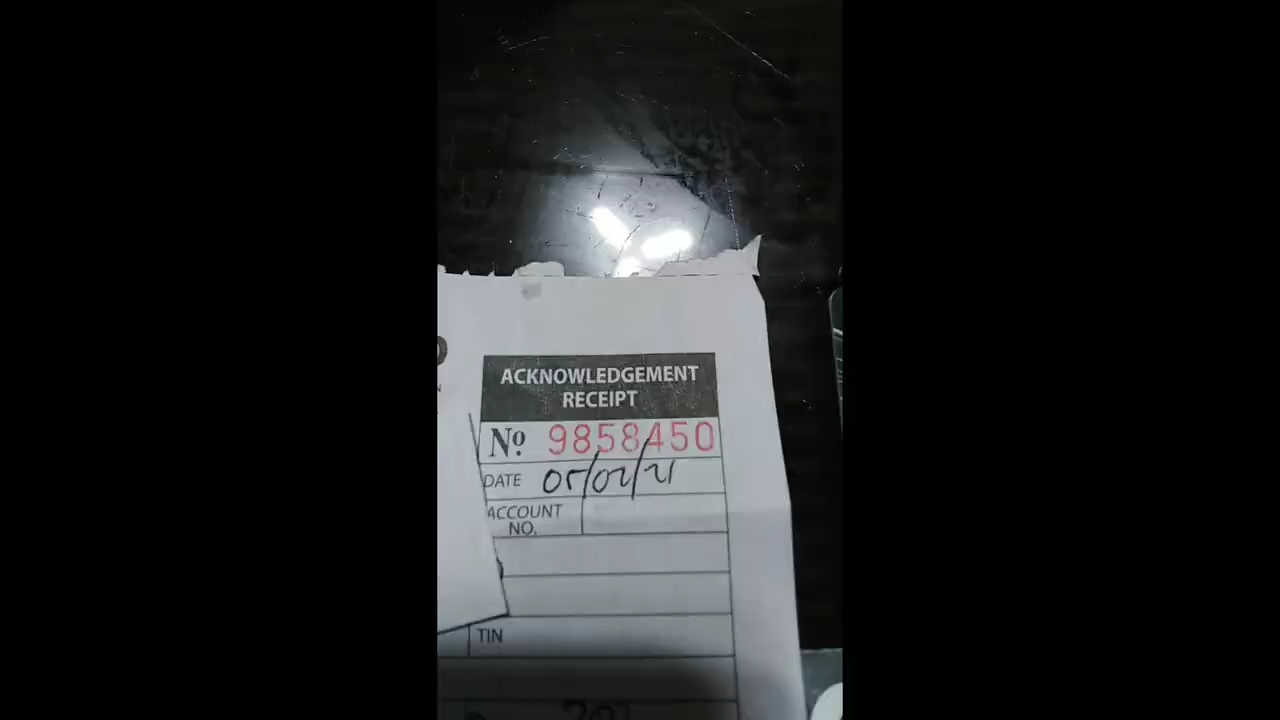 ACKNOWLEDGEMENT
RECEIPT
Nº 9858450
DATE 05/02/21
ACCOUNT
NO.
TIN